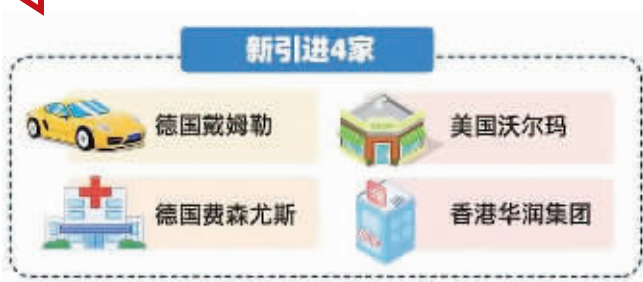 新引进4家
德国戴姆勒
美国沃尔玛
德国费森尤斯
香港华润集团